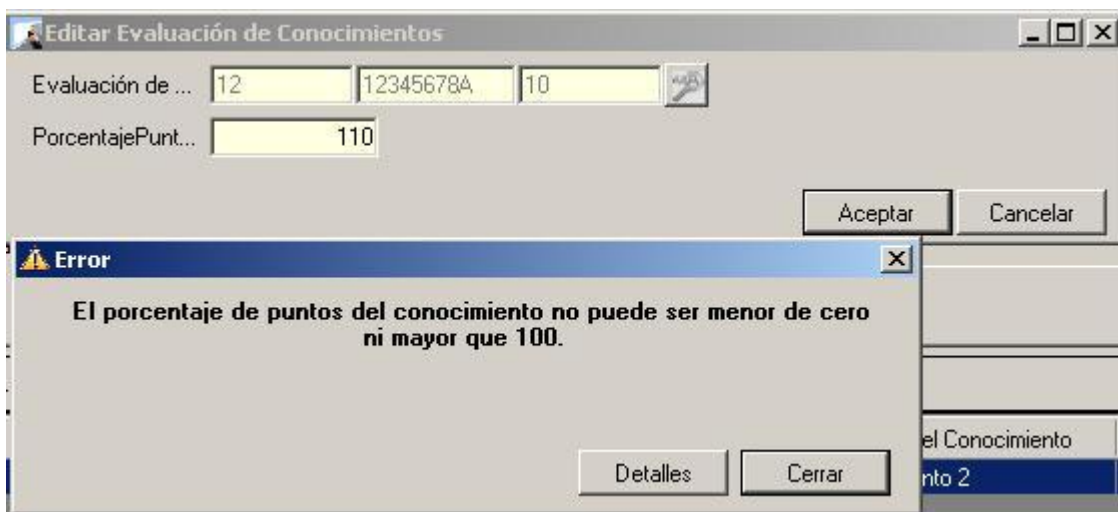 Editar Evaluación de Conocimientos
Evaluación de ... 12 12345678A 10
PorcentajePunt... 110
Aceptar Cancelar
Error
El porcentaje de puntos del conocimiento no puede ser menor de cero
ni mayor que 100.
el Conocimiento
Detalles Cerrar
nto 2